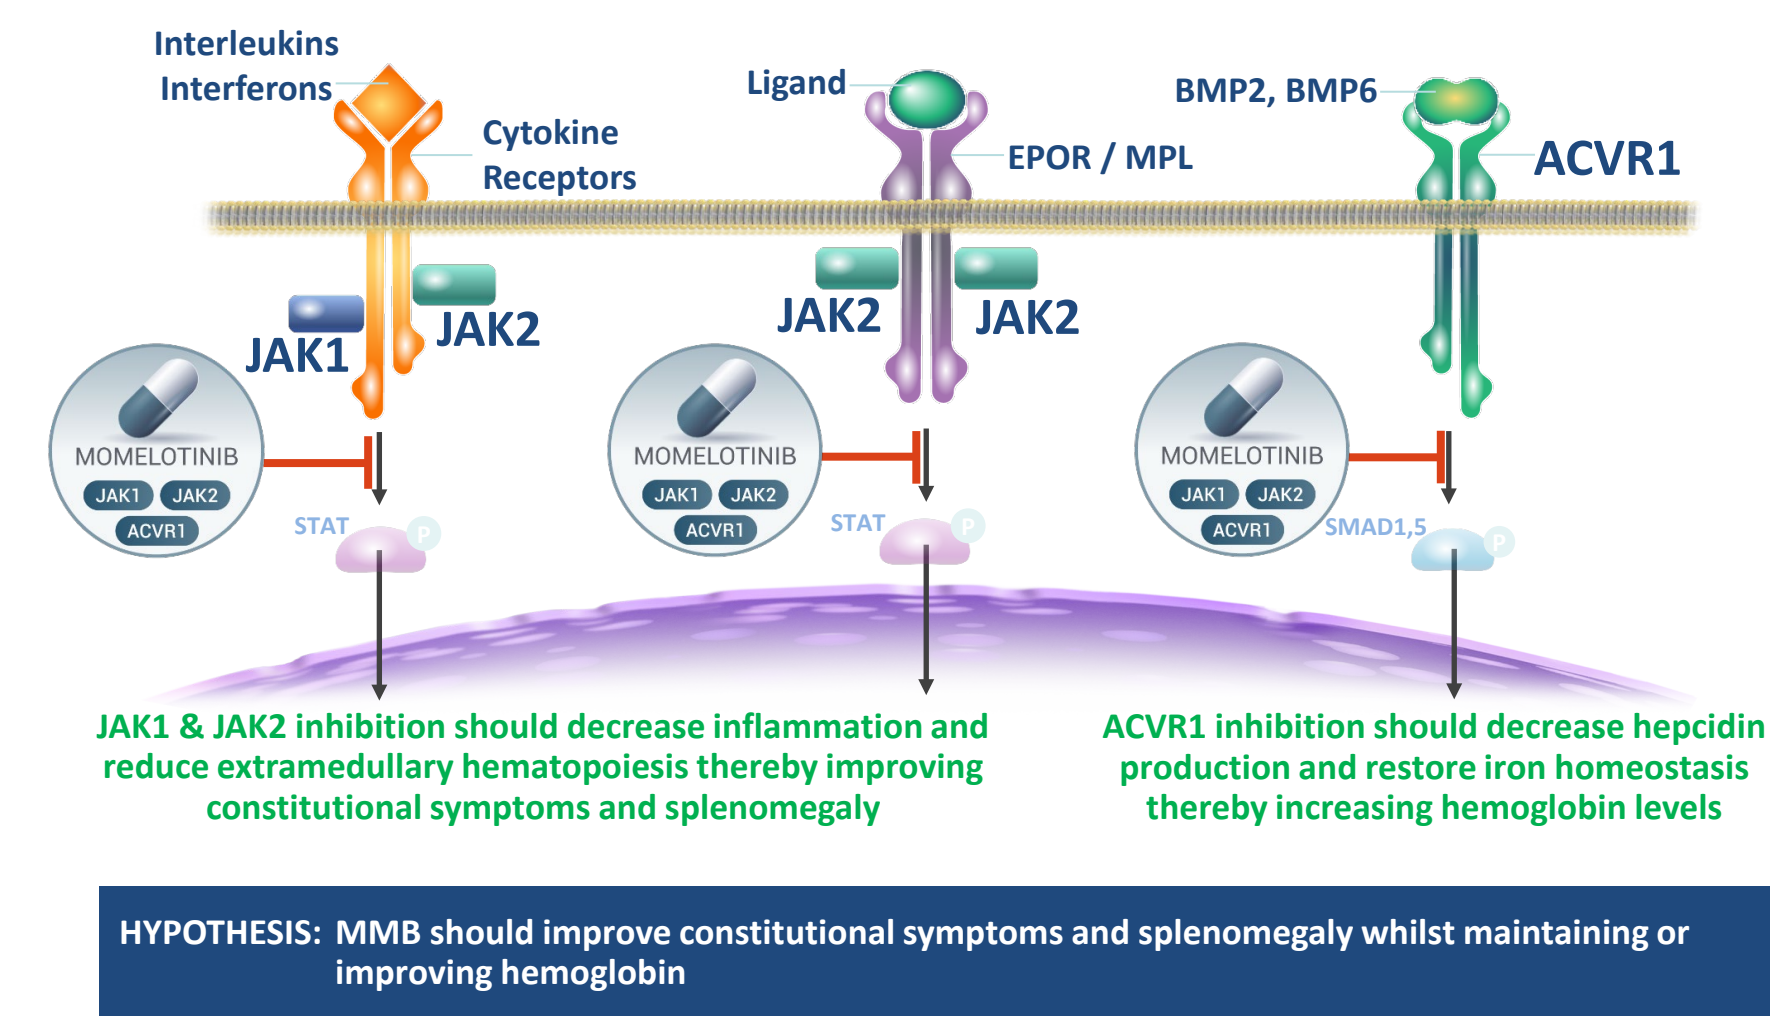 Interleukins
Interferons
Cytokine
Receptors
Ligand
EPOR / MPL
BMP2, BMP6
ACVR1
JAK1
JAK2
JAK2
JAK2
MOMELOTINIB
JAK1 JAK2
ACVR1
STAT
P
MOMELOTINIB
JAK1 JAK2
ACVR1
STAT
P
MOMELOTINIB
JAK1 JAK2
ACVR1
SMAD1,5
P
JAK1 & JAK2 inhibition should decrease inflammation and
reduce extramedullary hematopoiesis thereby improving
constitutional symptoms and splenomegaly
ACVR1 inhibition should decrease hepcidin
production and restore iron homeostasis
thereby increasing hemoglobin levels
HYPOTHESIS: MMB should improve constitutional symptoms and splenomegaly whilst maintaining or
improving hemoglobin